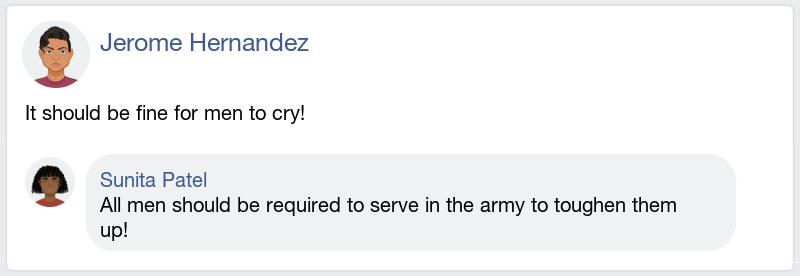 Jerome Hernandez
It should be fine for men to cry!
Sunita Patel
All men should be required to serve in the army to toughen them
up!